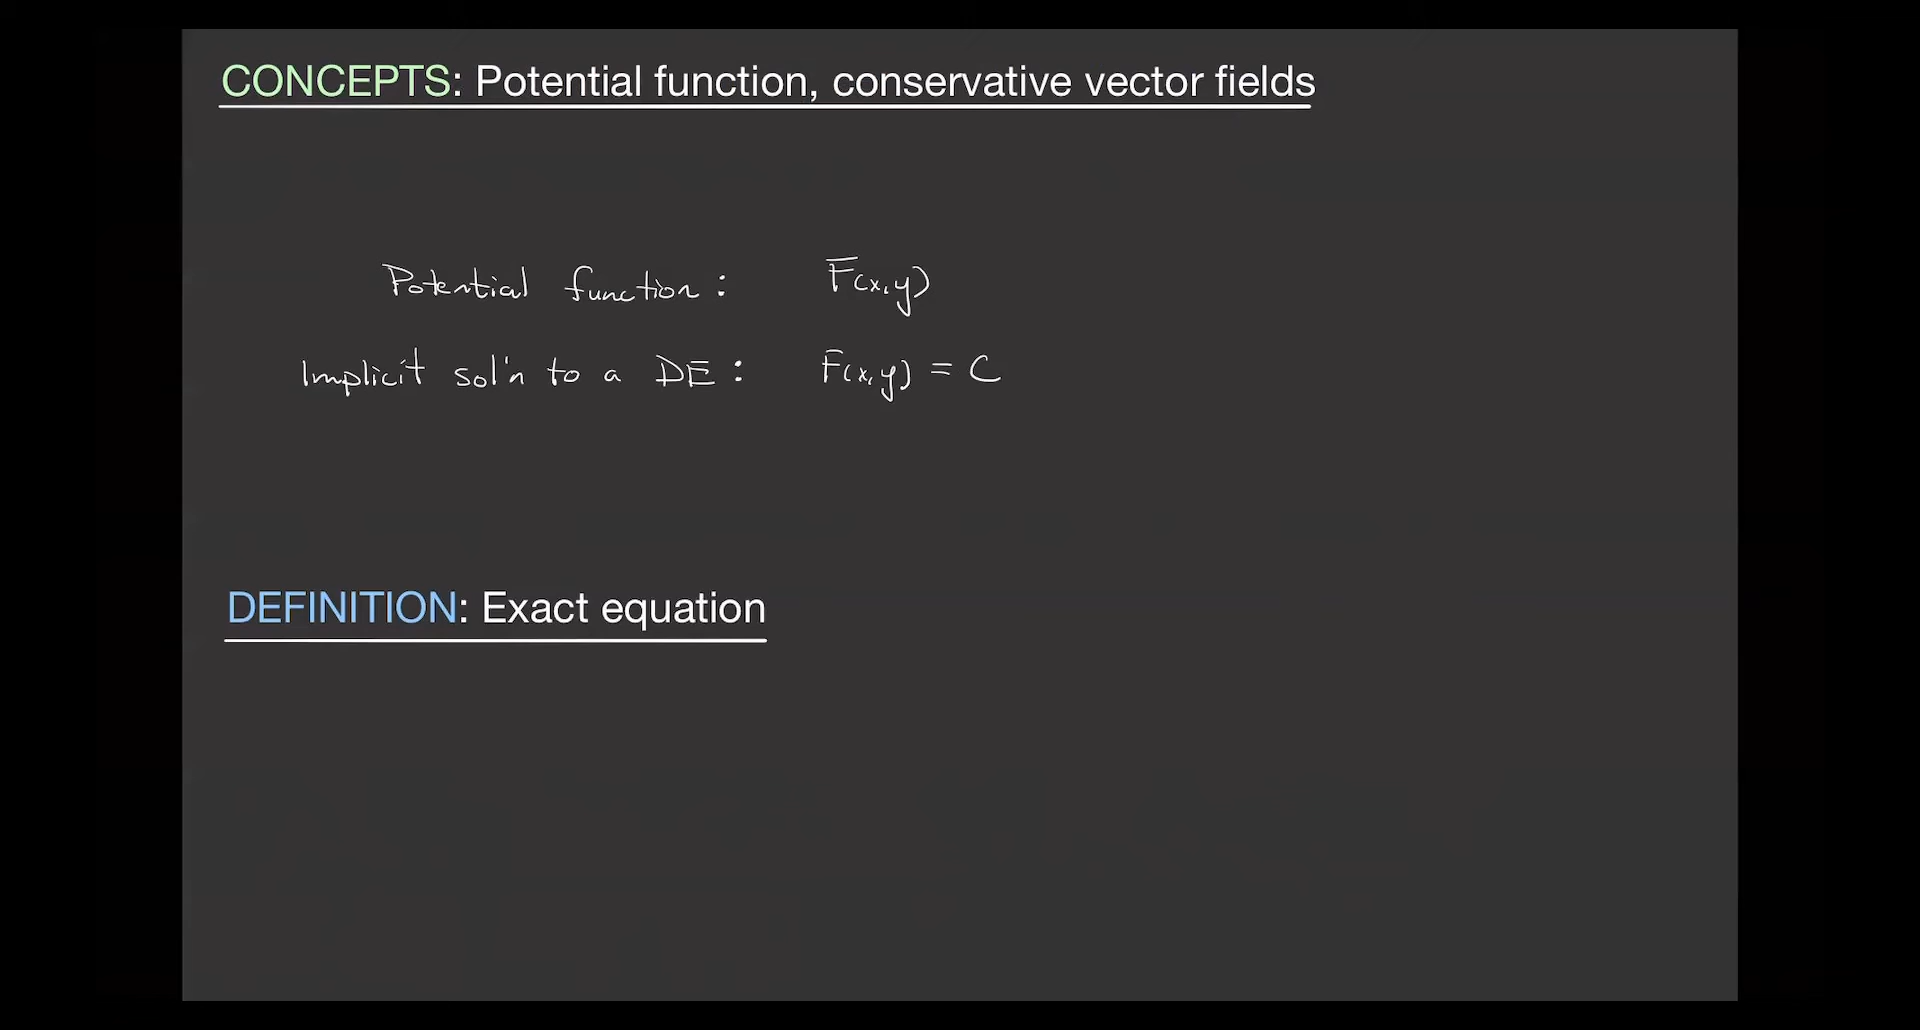 CONCEPTS: Potential function, conservative vector fields
Potential function: F(x,y)
Implicit sol'n to a DE: F(x,y) = C
DEFINITION: Exact equation